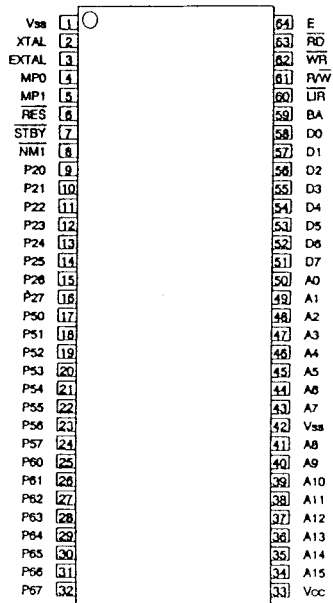 Vss 1 64 E
XTAL 2 63 R̅D̅
EXTAL 3 62 W̅R̅
MP0 4 61 R/W̅
MP1 5 60 L̅I̅R̅
R̅E̅S̅ 6 59 BA
S̅T̅B̅Y̅ 7 58 D0
N̅M̅I̅ 8 57 D1
P20 9 56 D2
P21 10 55 D3
P22 11 54 D4
P23 12 53 D5
P24 13 52 D6
P25 14 51 D7
P26 15 50 A0
P27 16 49 A1
P50 17 48 A2
P51 18 47 A3
P52 19 46 A4
P53 20 45 A5
P54 21 44 A6
P55 22 43 A7
P56 23 42 Vss
P57 24 41 A8
P60 25 40 A9
P61 26 39 A10
P62 27 38 A11
P63 28 37 A12
P64 29 36 A13
P65 30 35 A14
P66 31 34 A15
P67 32 33 Vcc